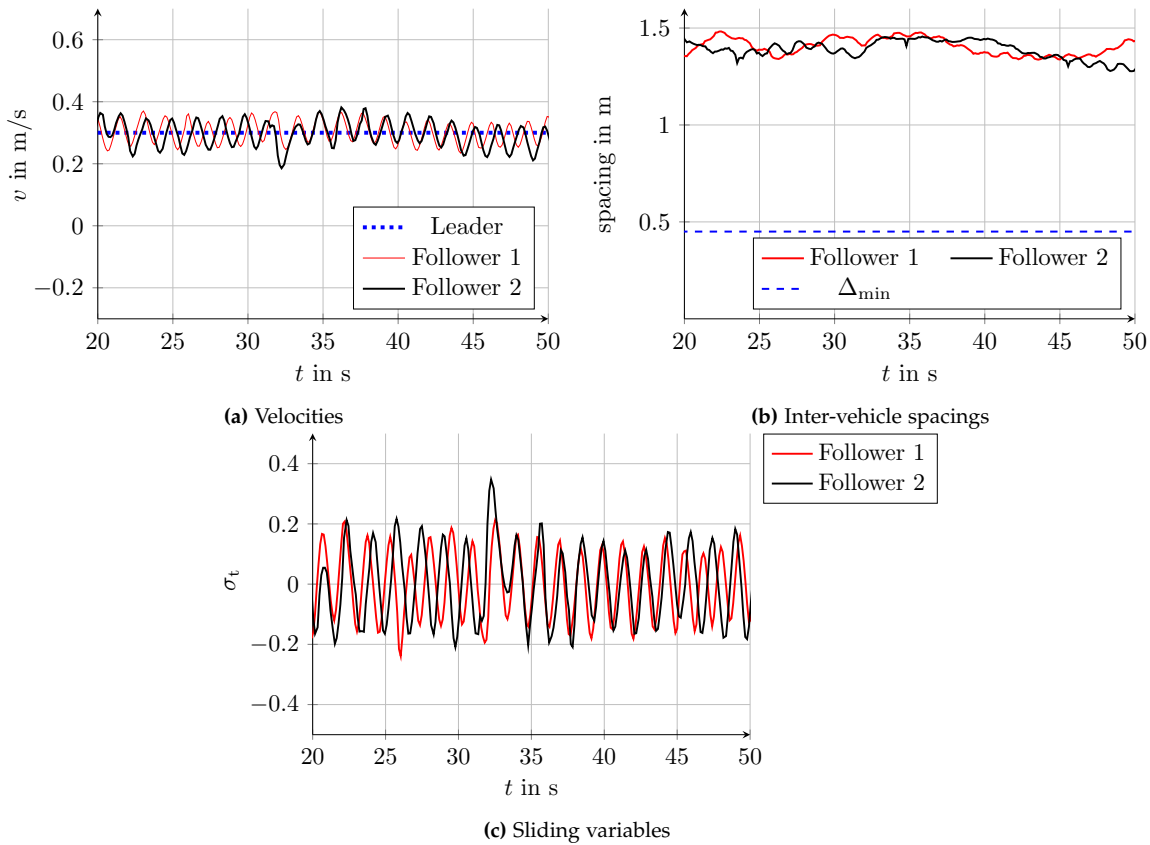 0.6
0.4
0.2
0
−0.2
v in m/s
Leader
Follower 1
Follower 2
20 25 30 35 40 45 50
t in s
(a) Velocities
1.5
1
0.5
spacing in m
Follower 1 Follower 2
Δmin
20 25 30 35 40 45 50
t in s
(b) Inter-vehicle spacings
0.4
0.2
0
−0.2
−0.4
σt
Follower 1
Follower 2
20 25 30 35 40 45 50
t in s
(c) Sliding variables